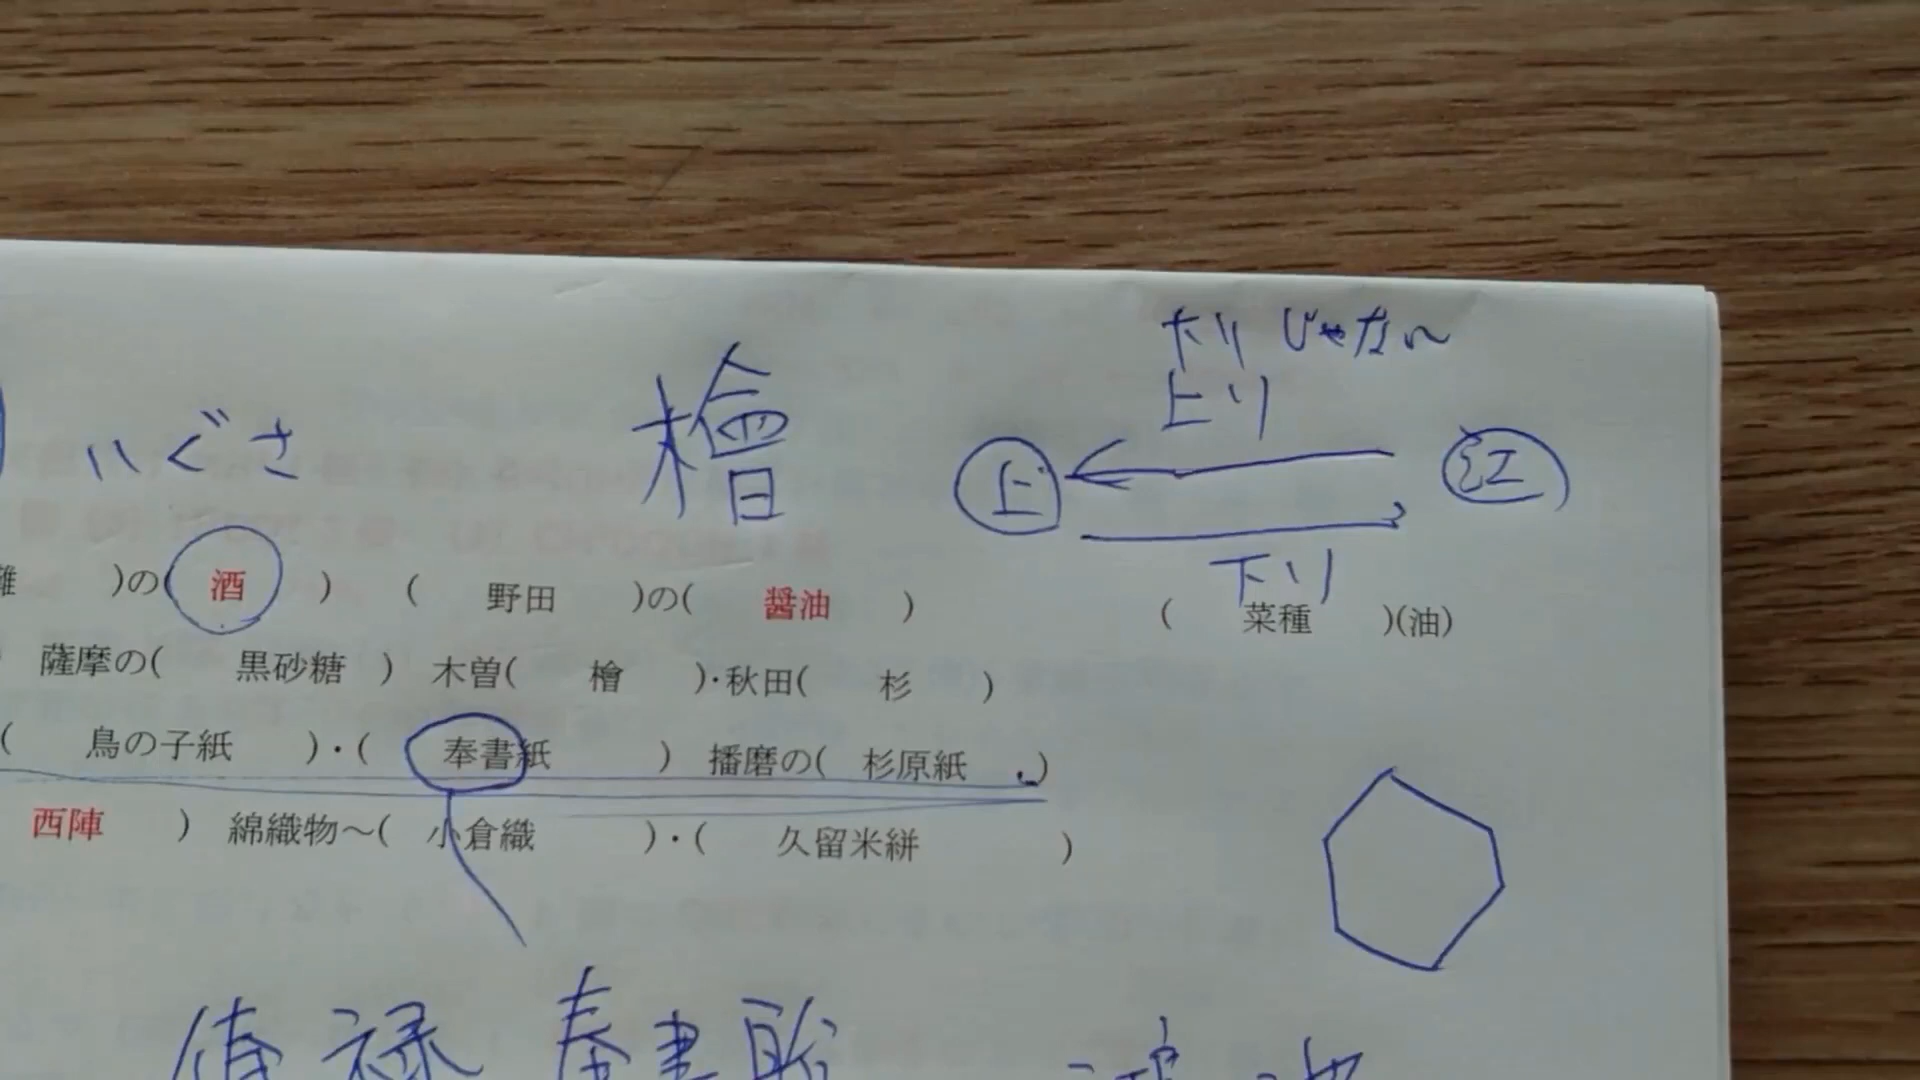 下りじゃない
上り
いぐさ 檜 上 江
下り
灘 )の( 酒 ) ( 野田 )の( 醤油 ) ( 菜種 )(油)
薩摩の( 黒砂糖 ) 木曽( 檜 )・秋田( 杉 )
( 鳥の子紙 )・( 奉書紙 ) 播磨の( 杉原紙 )
西陣 ) 綿織物~( 小倉織 )・( 久留米絣 )
奉書